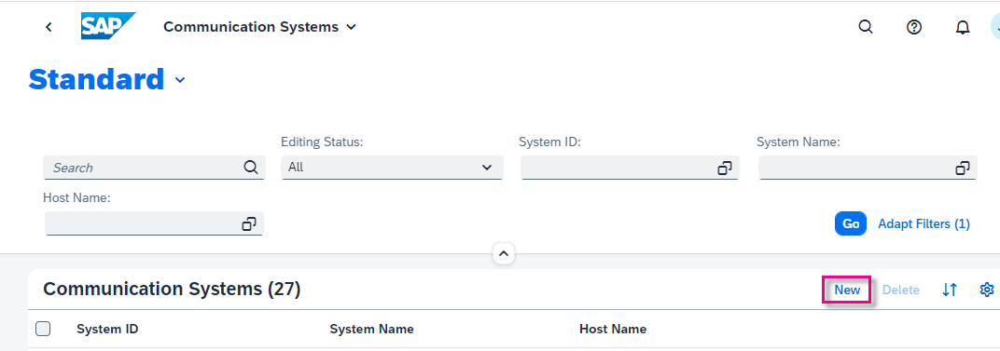 SAP Communication Systems
Standard
Editing Status: System ID: System Name:
Search All
Host Name:
Go Adapt Filters (1)
Communication Systems (27) New Delete
System ID System Name Host Name